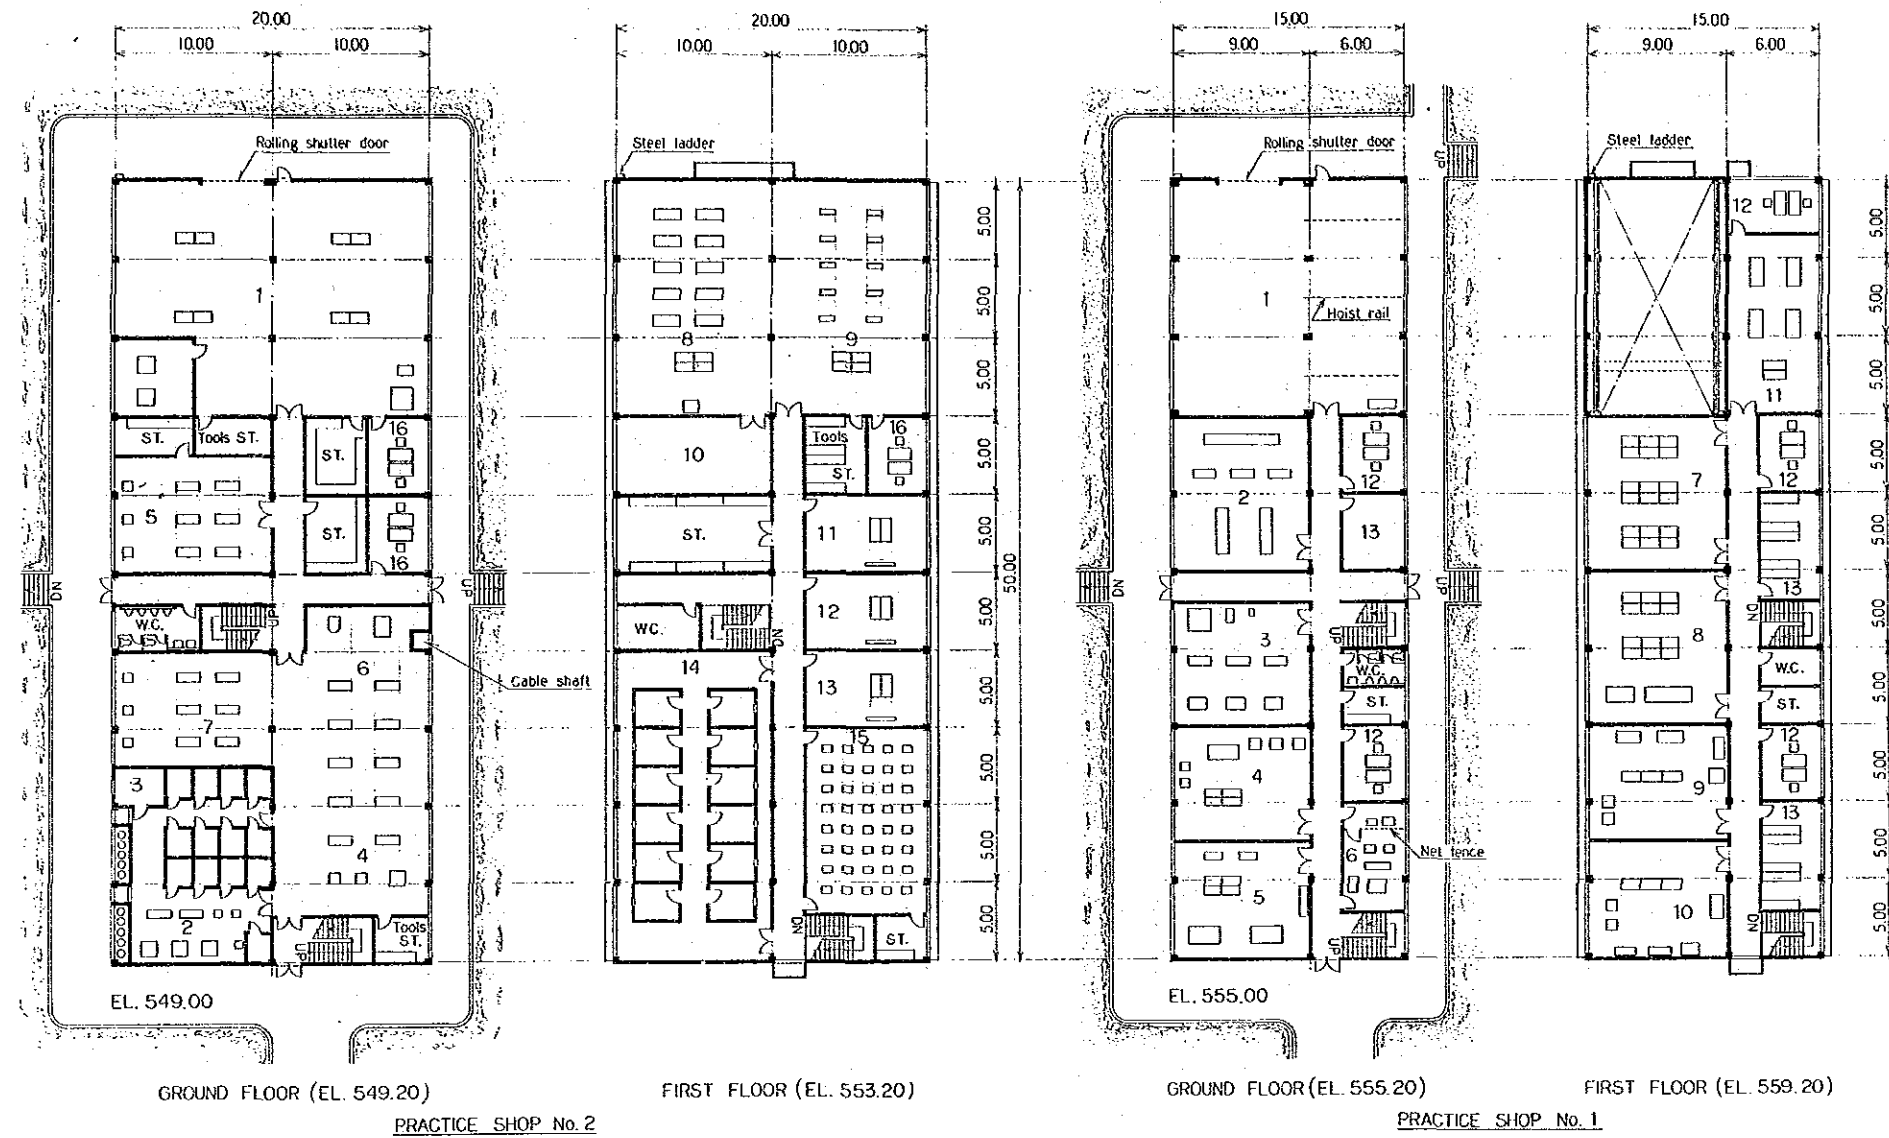 20.00
10.00
10.00
Rolling shutter door
1
16
ST.
Tools ST.
ST.
5
ST.
16
DN
UP
W.C.
UP
6
Cable shaft
7
3
4
2
Tools
ST.
UP
EL. 549.00
GROUND FLOOR (EL. 549.20)
20.00
10.00
10.00
Steel ladder
5.00
5.00
8
9
5.00
16
Tools
10
ST.
5.00
11
ST.
5.00
50.00
12
W.C.
DN
5.00
14
13
5.00
15
5.00
5.00
DN
ST.
5.00
FIRST FLOOR (EL. 553.20)
PRACTICE SHOP No. 2
15.00
9.00
6.00
Rolling shutter door
UP
1
Hoist rail
12
2
13
DN
UP
3
UP
W.C.
ST.
12
4
Net fence
6
5
UP
EL. 555.00
GROUND FLOOR (EL. 555.20)
15.00
9.00
6.00
Steel ladder
12
5.00
5.00
5.00
11
12
7
5.00
5.00
13
DN
8
5.00
W.C.
ST.
5.00
12
9
5.00
13
5.00
10
DN
5.00
FIRST FLOOR (EL. 559.20)
PRACTICE SHOP No. 1